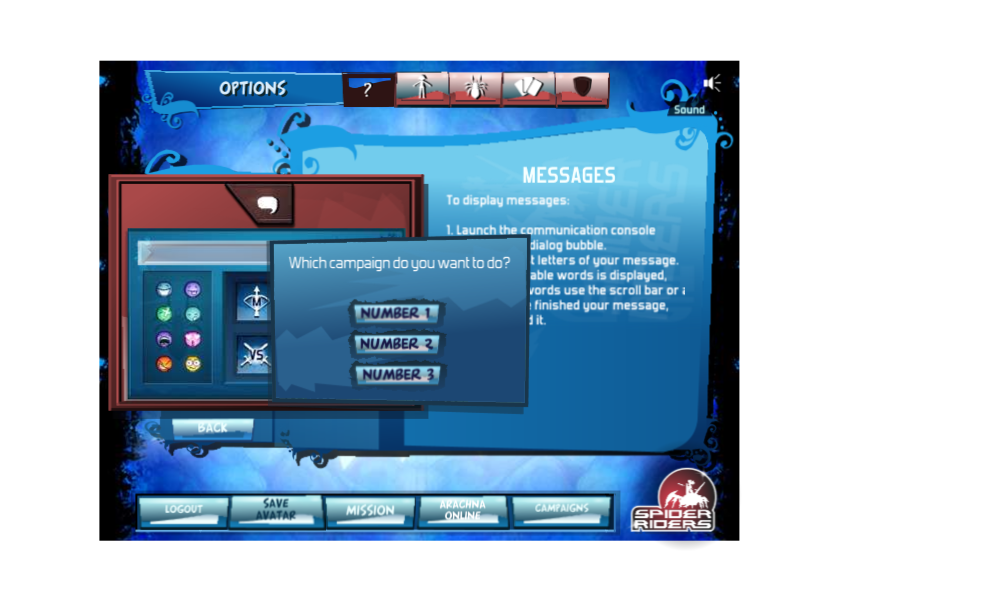 OPTIONS
?
Sound
MESSAGES
To display messages:
1. Launch the communication console
dialog bubble.
t letters of your message.
able words is displayed,
words use the scroll bar or
e finished your message,
d it.
Which campaign do you want to do?
M
NUMBER 1
VS
NUMBER 2
NUMBER 3
BACK
LOGOUT
SAVE
AVATAR
MISSION
ARACHNA
ONLINE
CAMPAIGNS
SPIDER
RIDERS